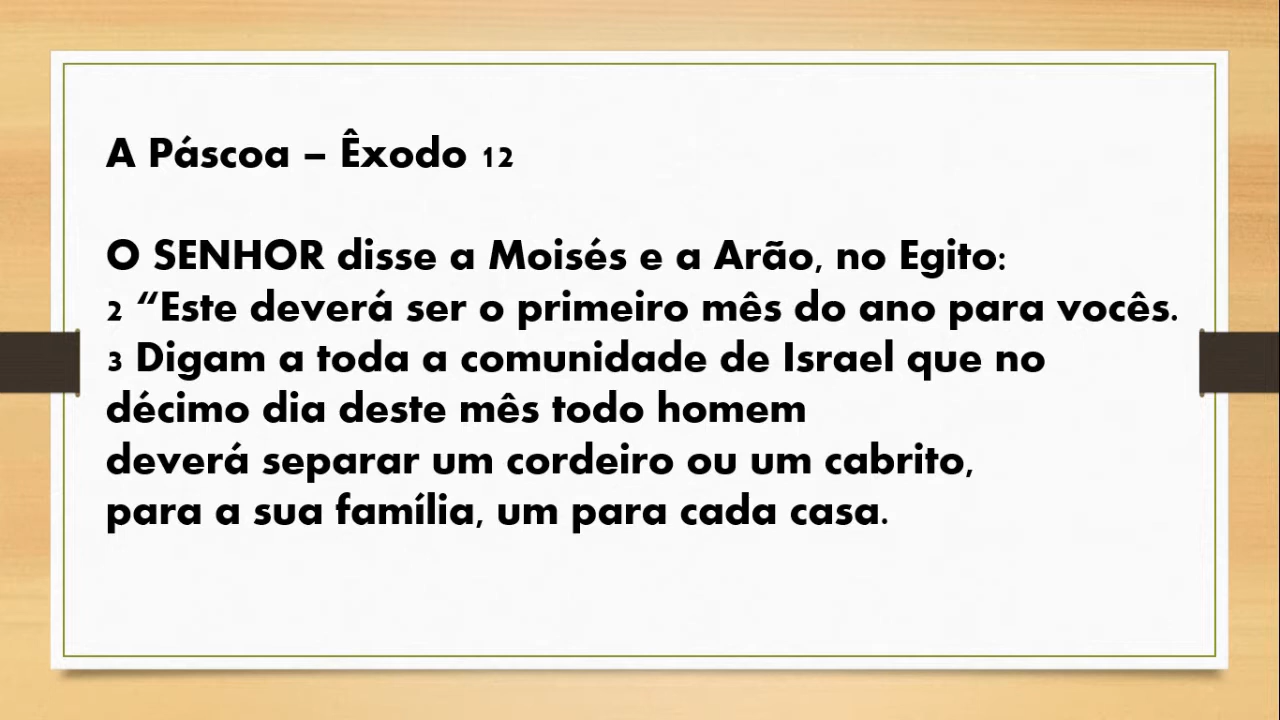 A Páscoa – Êxodo 12
O SENHOR disse a Moisés e a Arão, no Egito:
2 “Este deverá ser o primeiro mês do ano para vocês.
3 Digam a toda a comunidade de Israel que no
décimo dia deste mês todo homem
deverá separar um cordeiro ou um cabrito,
para a sua família, um para cada casa.